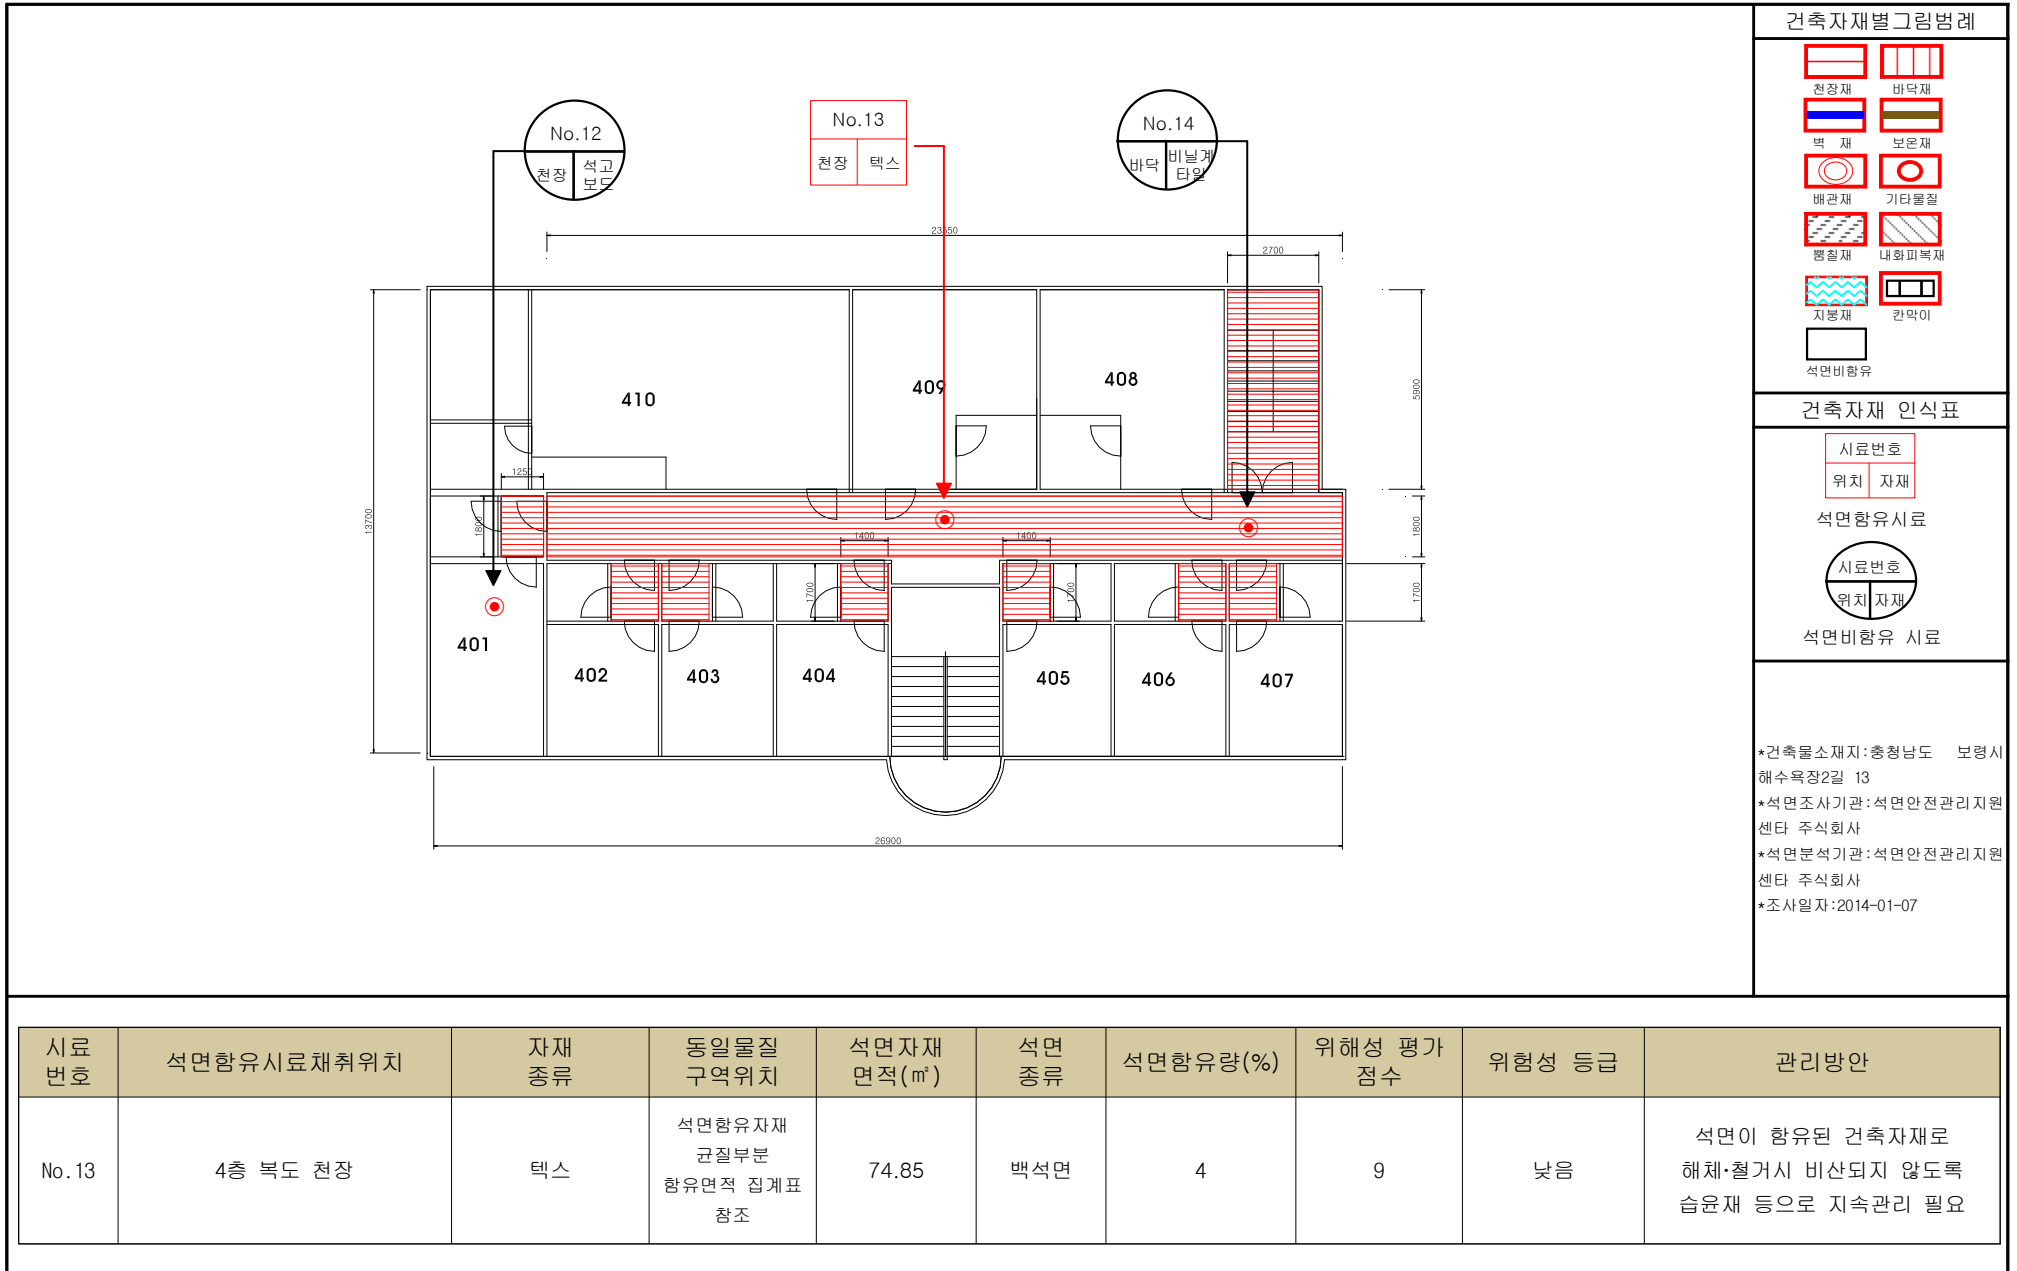 No.12
천장
석고
보드
No.13
천장 텍스
No.14
바닥
비닐계
타일
23550
2700
13700
5900
1250
1800
1800
1400
1400
1700
1700
1700
26900
410
409
408
401
402
403
404
405
406
407
건축자재별그림범례
천장재 바닥재
벽 재 보온재
배관재 기타물질
뿜칠재 내화피복재
지붕재 칸막이
석면비함유
건축자재 인식표
시료번호
위치 자재
석면함유시료
시료번호
위치 자재
석면비함유 시료
*건축물소재지:충청남도 보령시
해수욕장2길 13
*석면조사기관:석면안전관리지원
센타 주식회사
*석면분석기관:석면안전관리지원
센타 주식회사
*조사일자:2014-01-07
시료
번호
석면함유시료채취위치
자재
종류
동일물질
구역위치
석면자재
면적(㎡)
석면
종류
석면함유량(%)
위해성 평가
점수
위험성 등급
관리방안
No.13
4층 복도 천장
텍스
석면함유자재
균질부분
함유면적 집계표
참조
74.85
백석면
4
9
낮음
석면이 함유된 건축자재로
해체·철거시 비산되지 않도록
습윤재 등으로 지속관리 필요